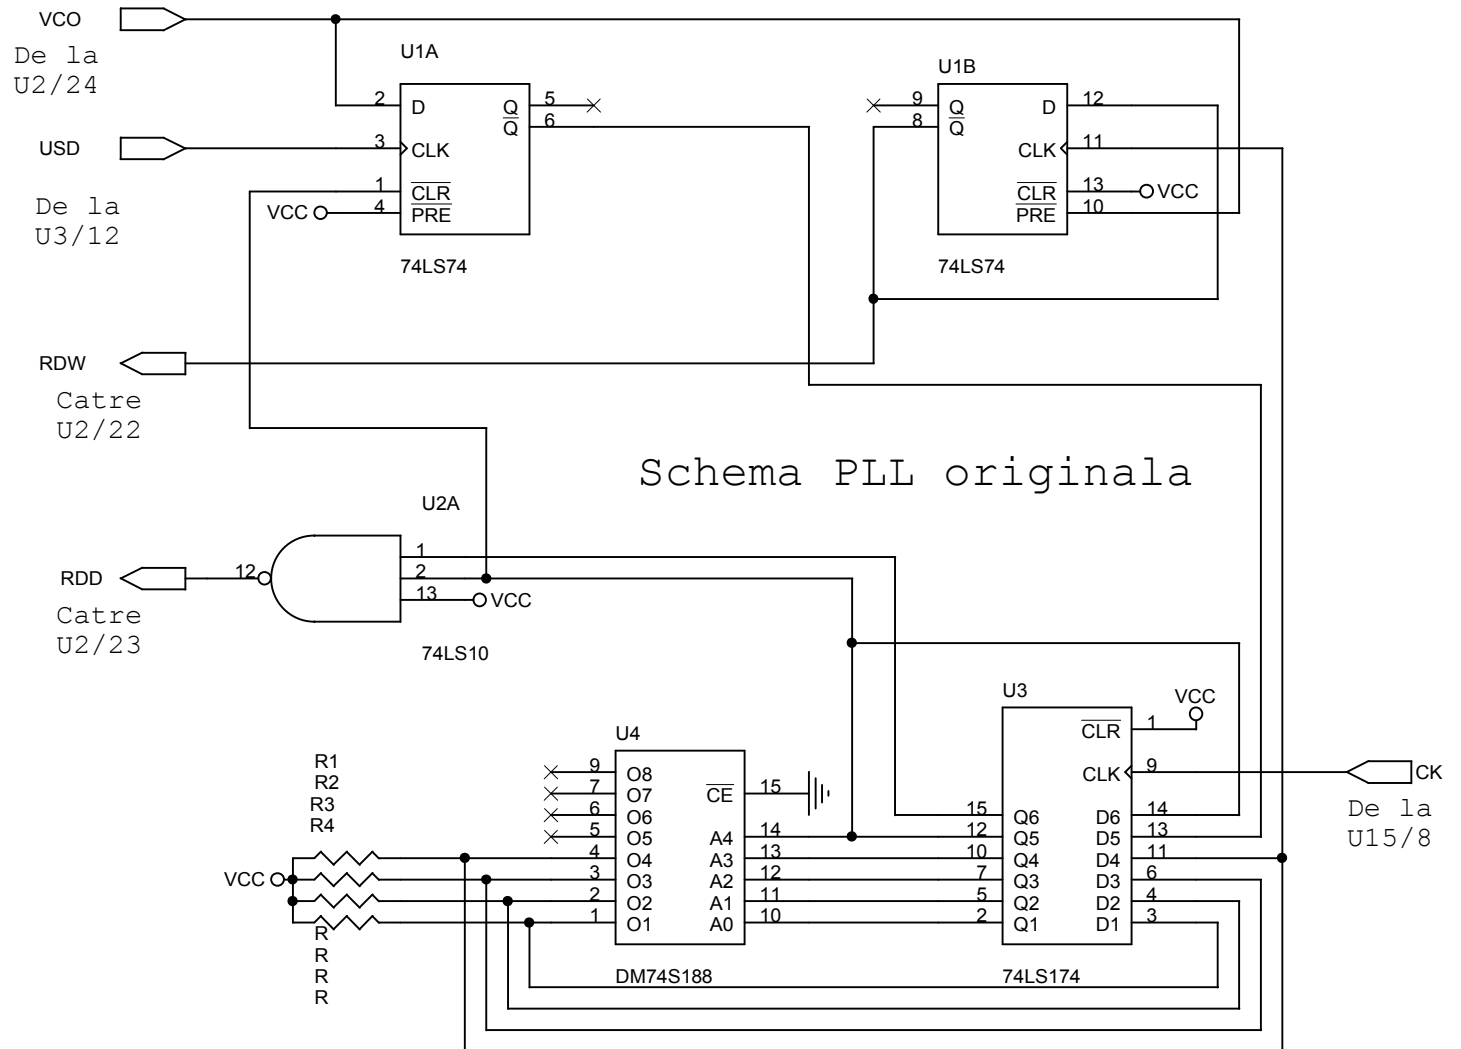 VCO
De la
U2/24
U1A
2 D Q 5
Q 6
USD
3 CLK
1 CLR
VCC 4 PRE
De la
U3/12
74LS74
U1B
9 Q D 12
8 Q
CLK 11
CLR 13 VCC
PRE 10
74LS74
RDW
Catre
U2/22
Schema PLL originala
U2A
1
RDD 12 2
13 VCC
Catre
U2/23
74LS10
U4
R1
R2
R3
R4
9 O8
7 O7 CE 15
6 O6
5 O5 A4 14
4 O4 A3 13
VCC 3 O3 A2 12
2 O2 A1 11
1 O1 A0 10
R
R
R
R
DM74S188
U3
VCC
CLR 1
CLK 9 CK
De la
U15/8
15 Q6 D6 14
12 Q5 D5 13
10 Q4 D4 11
7 Q3 D3 6
5 Q2 D2 4
2 Q1 D1 3
74LS174